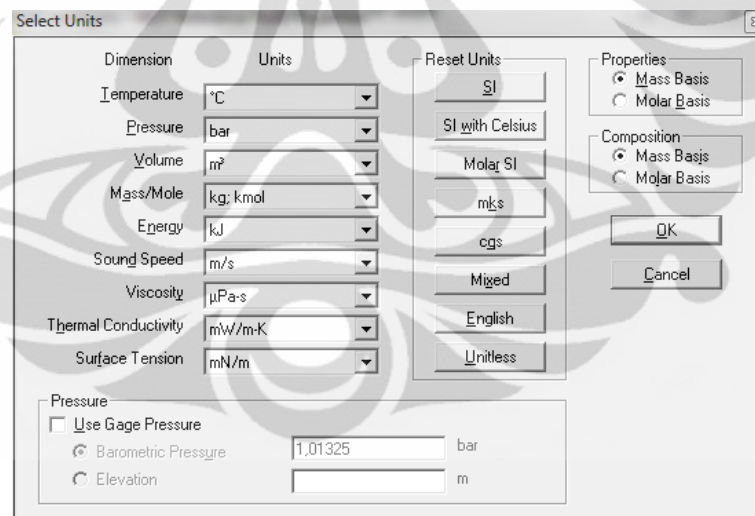 Select Units
Dimension Units
Temperature °C
Pressure bar
Volume m³
Mass/Mole kg; kmol
Energy kJ
Sound Speed m/s
Viscosity µPa-s
Thermal Conductivity mW/m-K
Surface Tension mN/m
Reset Units
SI
SI with Celsius
Molar SI
mks
cgs
Mixed
English
Unitless
Properties
Mass Basis
Molar Basis
Composition
Mass Basis
Molar Basis
OK
Cancel
Pressure
Use Gage Pressure
Barometric Pressure 1,01325 bar
Elevation m